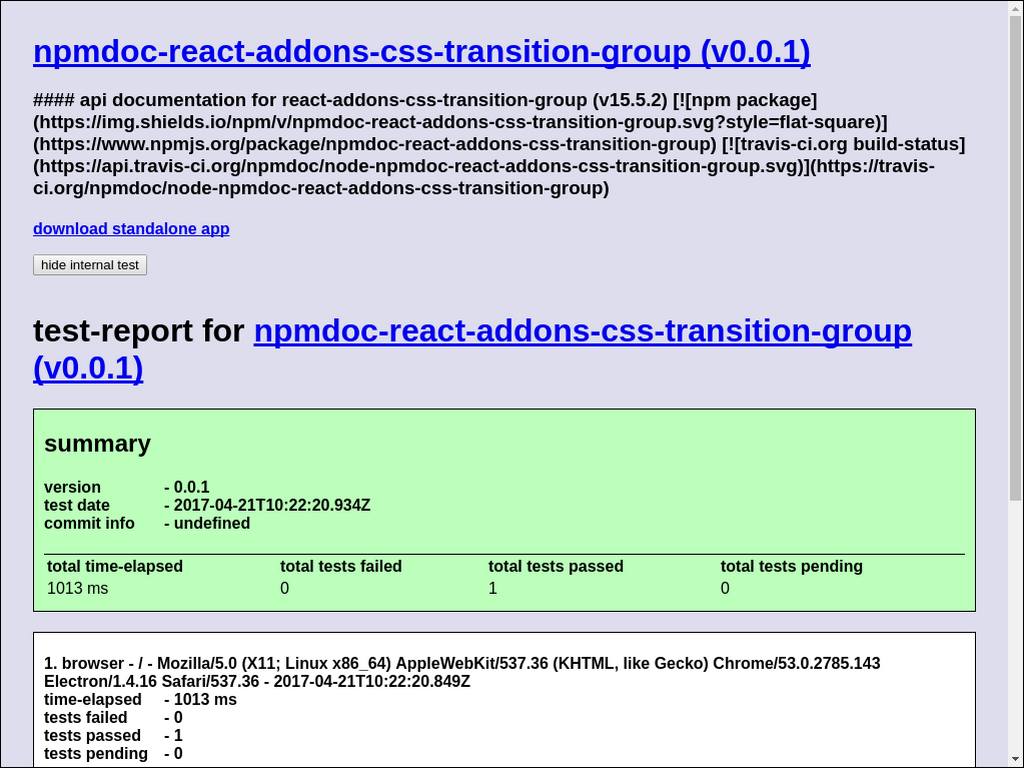 npmdoc-react-addons-css-transition-group (v0.0.1)
#### api documentation for react-addons-css-transition-group (v15.5.2) [![npm package]
(https://img.shields.io/npm/v/npmdoc-react-addons-css-transition-group.svg?style=flat-square)]
(https://www.npmjs.org/package/npmdoc-react-addons-css-transition-group) [![travis-ci.org build-status]
(https://api.travis-ci.org/npmdoc/node-npmdoc-react-addons-css-transition-group.svg)](https://travis-
ci.org/npmdoc/node-npmdoc-react-addons-css-transition-group)
download standalone app
hide internal test
test-report for npmdoc-react-addons-css-transition-group
(v0.0.1)
summary
version - 0.0.1
test date - 2017-04-21T10:22:20.934Z
commit info - undefined
total time-elapsed total tests failed total tests passed total tests pending
1013 ms 0 1 0
1. browser - / - Mozilla/5.0 (X11; Linux x86_64) AppleWebKit/537.36 (KHTML, like Gecko) Chrome/53.0.2785.143
Electron/1.4.16 Safari/537.36 - 2017-04-21T10:22:20.849Z
time-elapsed - 1013 ms
tests failed - 0
tests passed - 1
tests pending - 0